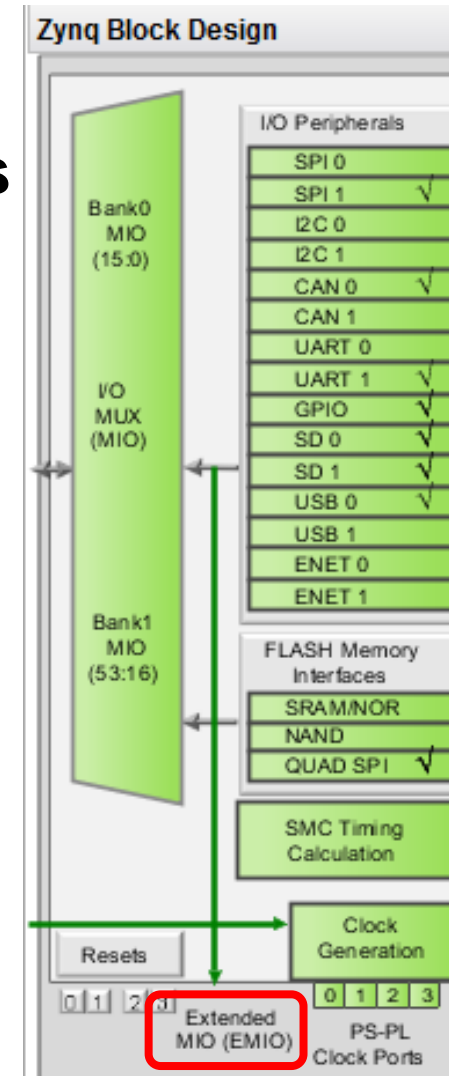 Zynq Block Design
s
Bank0
MIO
(15:0)
I/O
MUX
(MIO)
Bank1
MIO
(53:16)
I/O Peripherals
SPI 0
SPI 1 √
I2C 0
I2C 1
CAN 0 √
CAN 1
UART 0
UART 1 √
GPIO √
SD 0 √
SD 1 √
USB 0 √
USB 1
ENET 0
ENET 1
FLASH Memory
Interfaces
SRAM/NOR
NAND
QUAD SPI √
SMC Timing
Calculation
Clock
Generation
Resets
0 1 2 3
Extended
MIO (EMIO)
0 1 2 3
PS-PL
Clock Ports